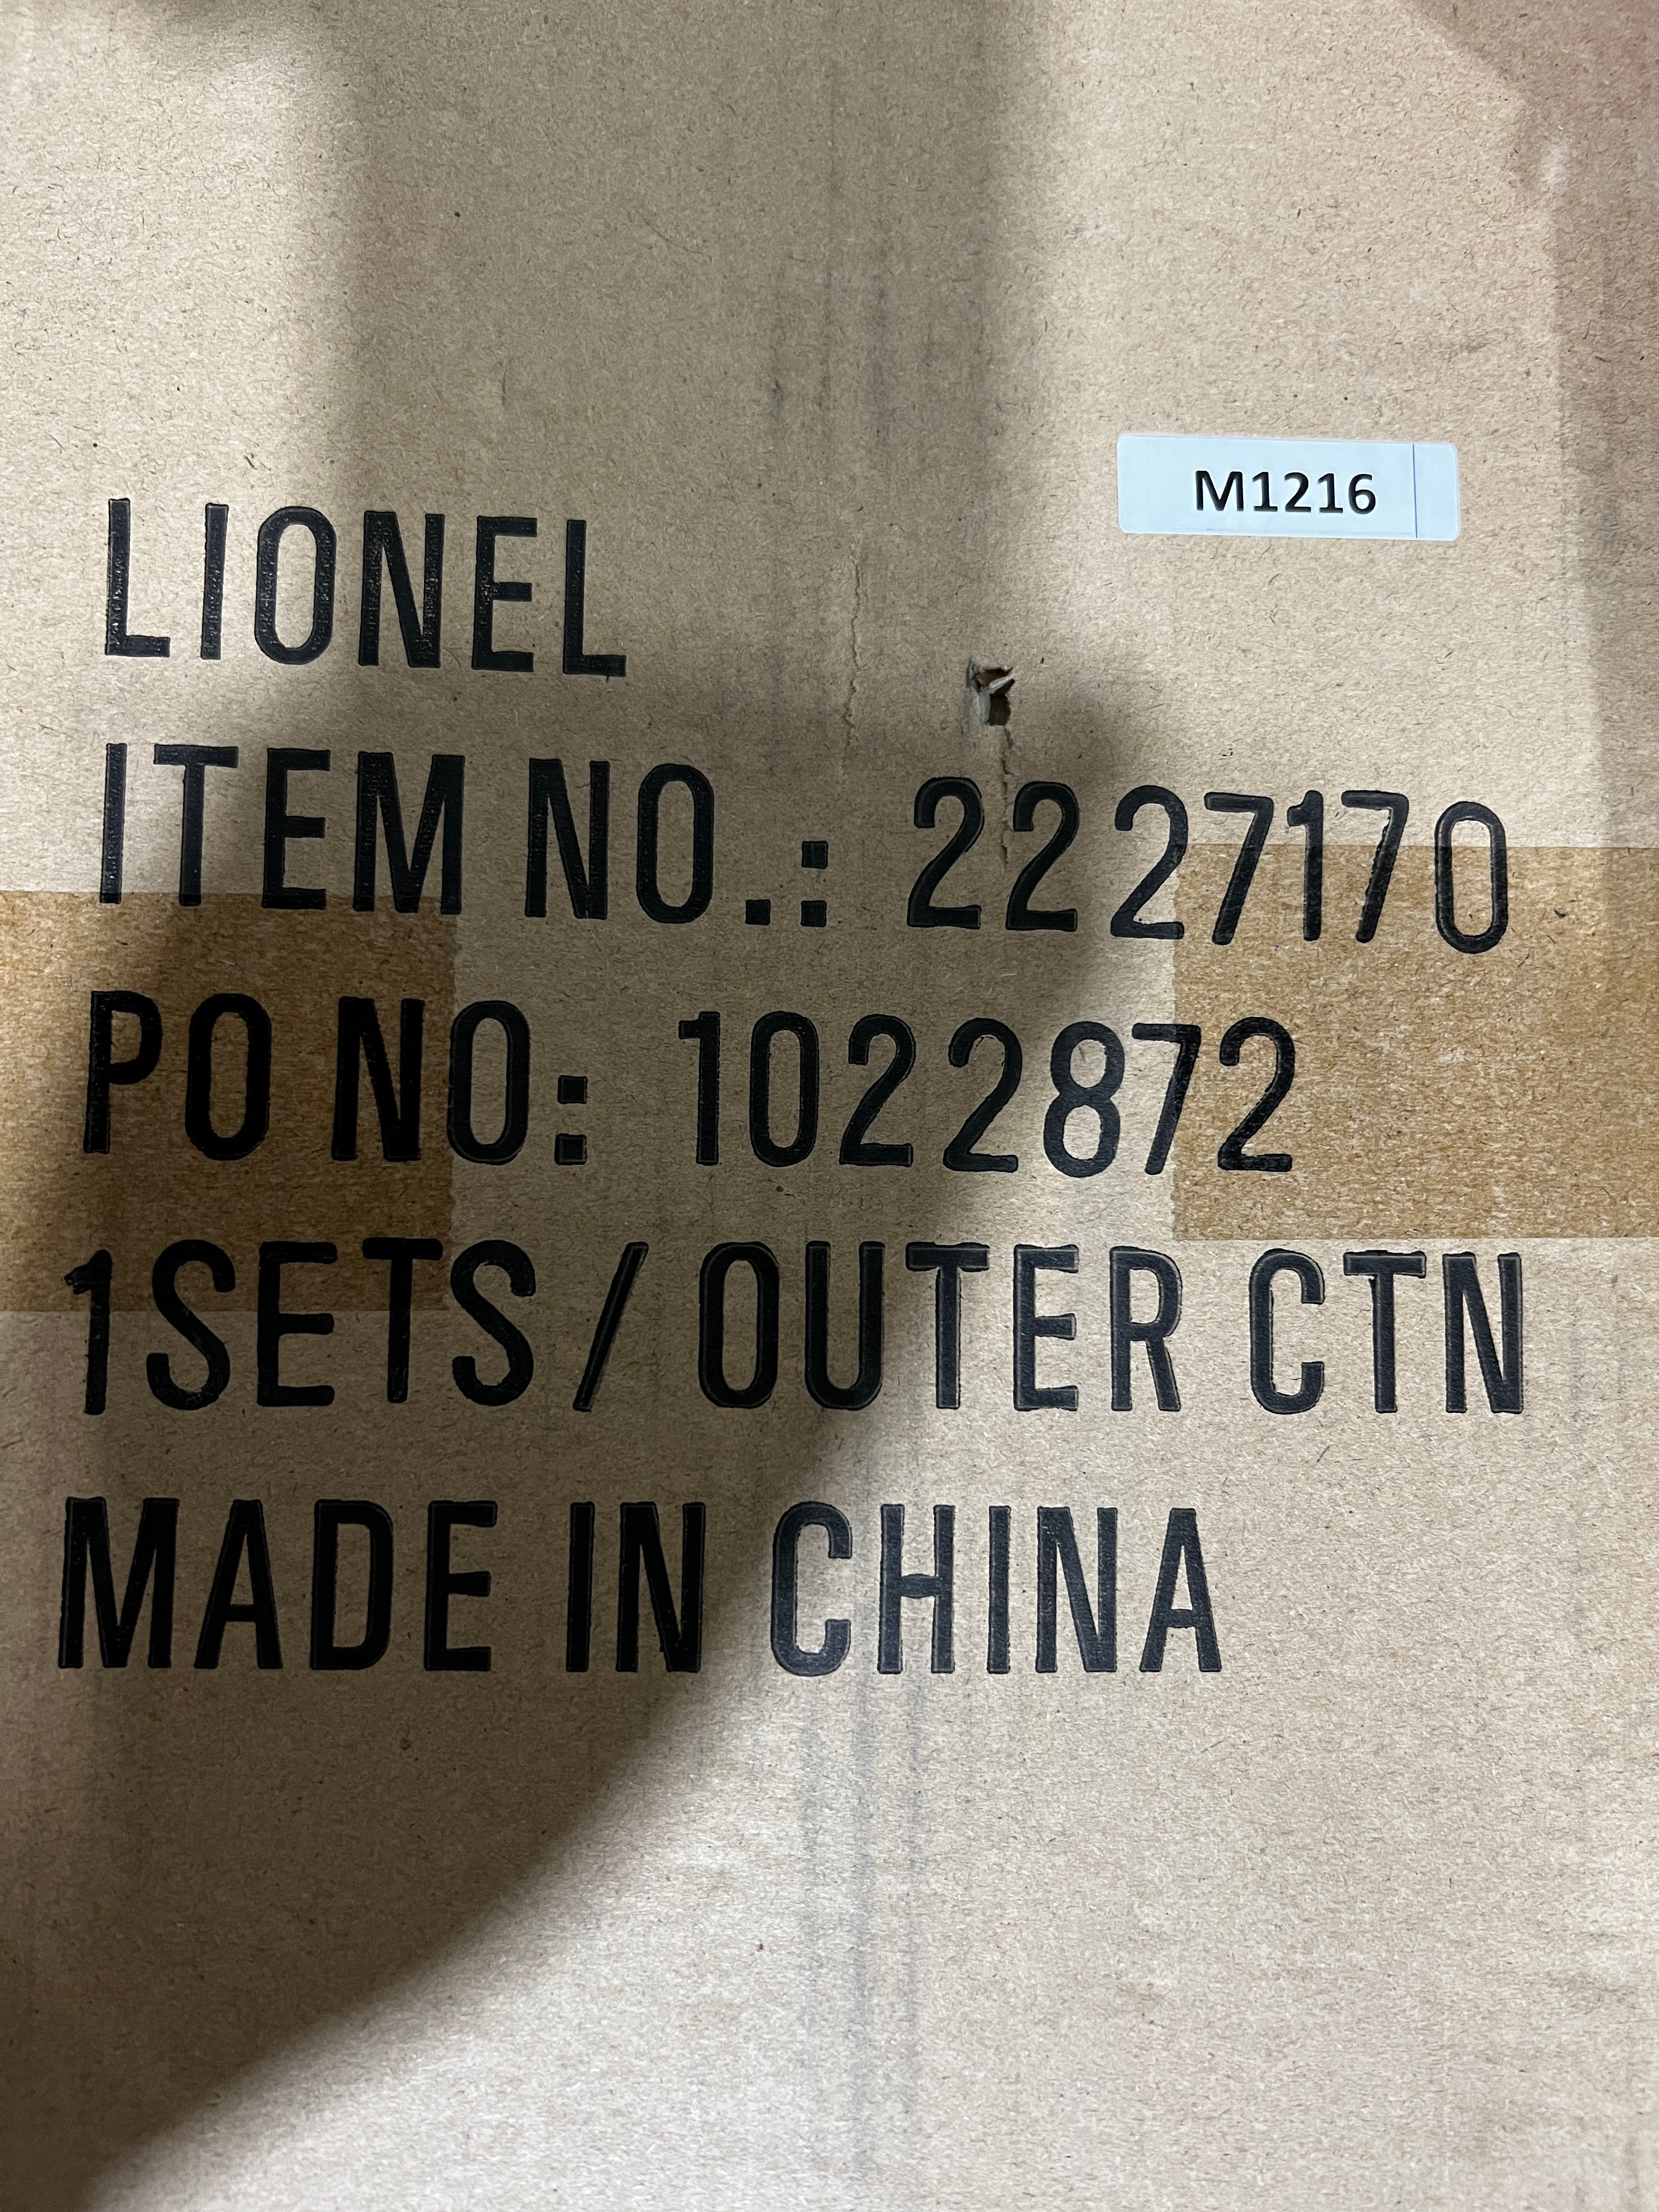 M1216
LIONEL
ITEM NO.: 2227170
PO NO: 1022872
1SETS / OUTER CTN
MADE IN CHINA